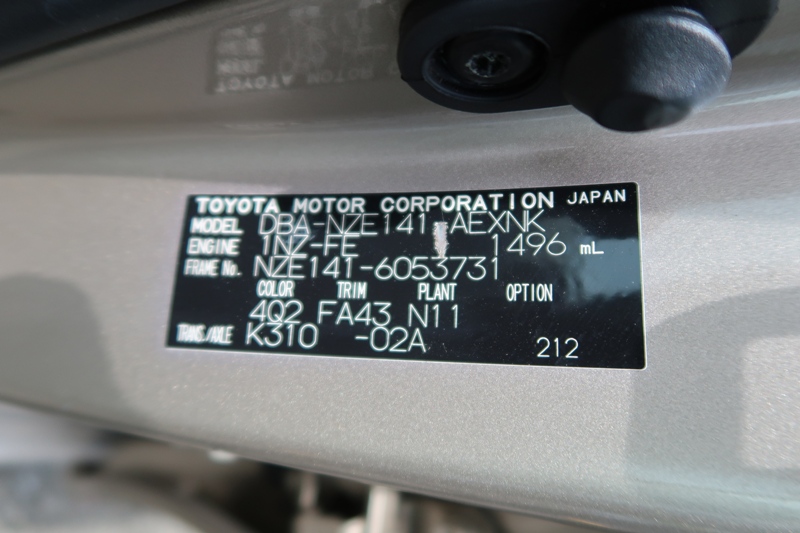 TOYOTA MOTOR CORPORATION JAPAN
MODEL DBA-NZE141-AEXNK
ENGINE 1NZ-FE 1496 mL
FRAME No. NZE141-6053731
COLOR TRIM PLANT OPTION
4Q2 FA43 N11
TRANS./AXLE K310 -02A 212